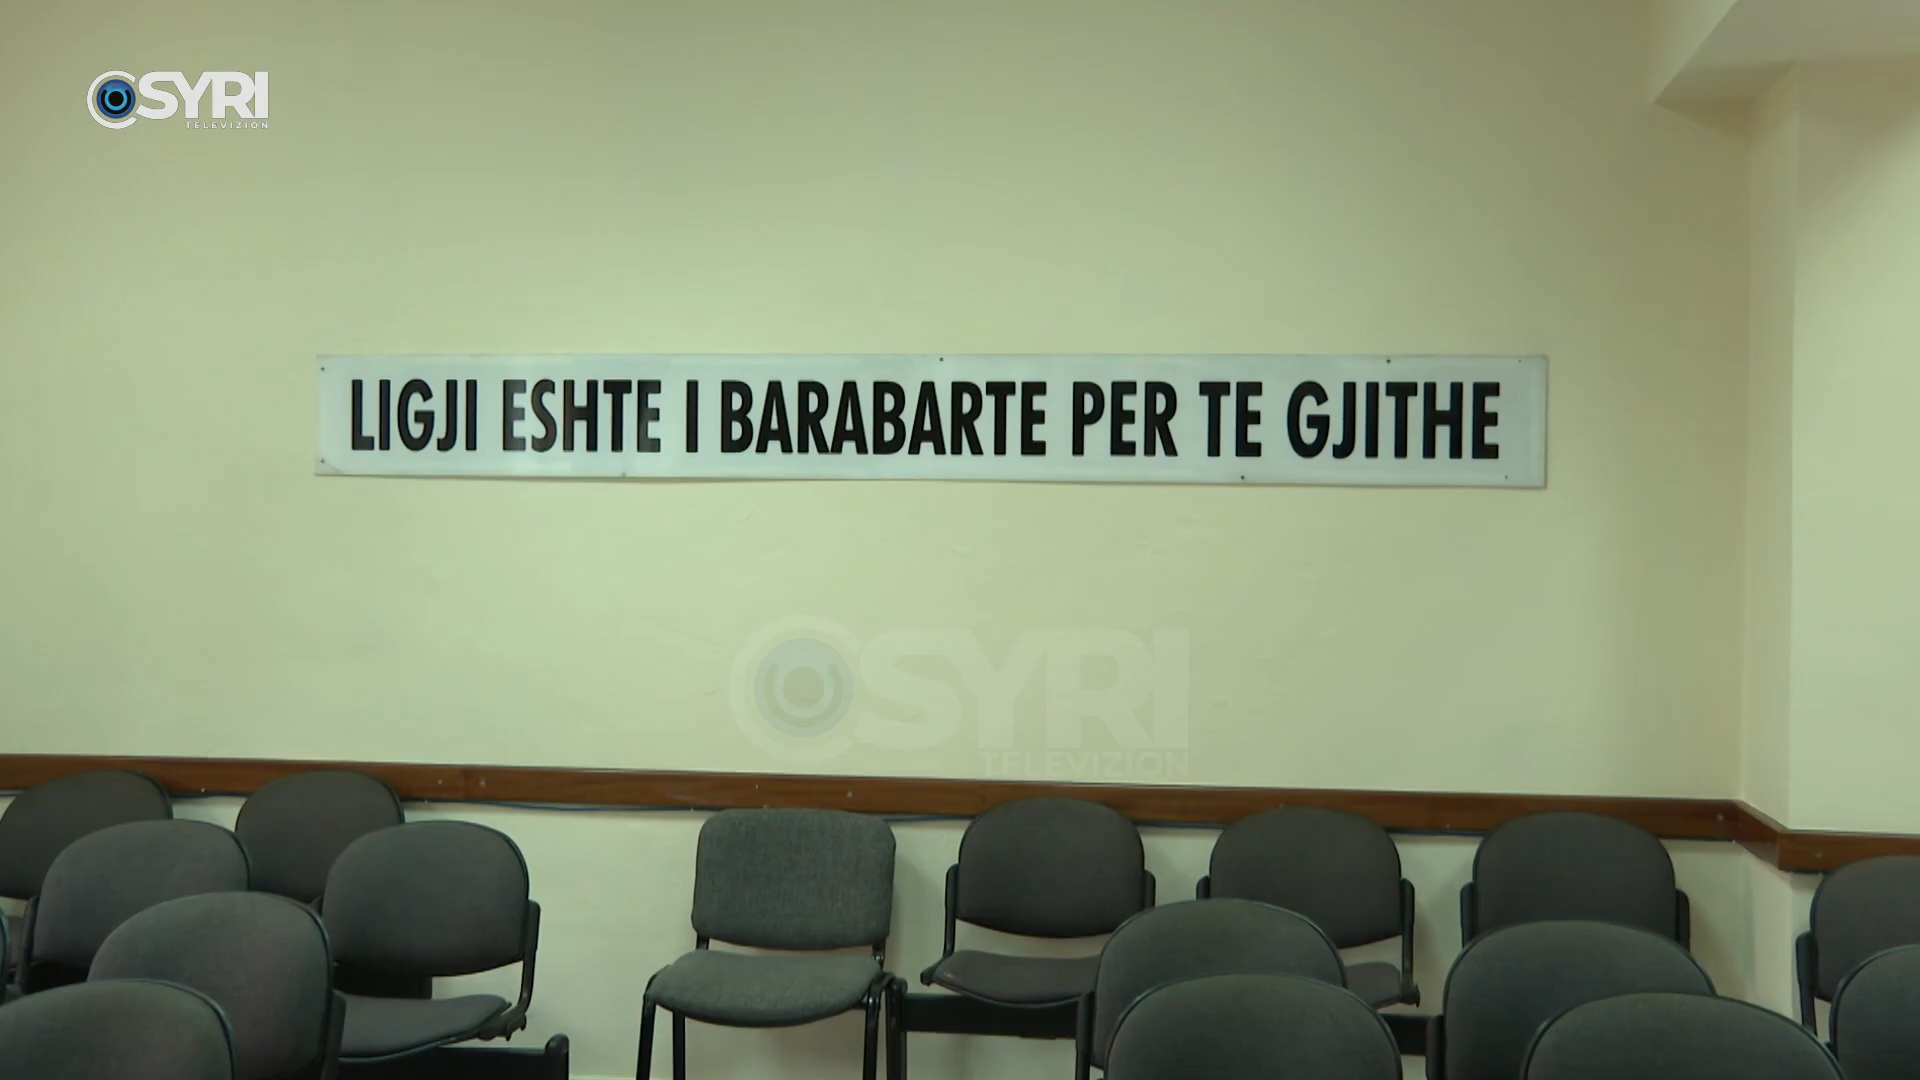 SYRI
TELEVIZION
LIGJI ESHTE I BARABARTE PER TE GJITHE
SYRI
TELEVIZION